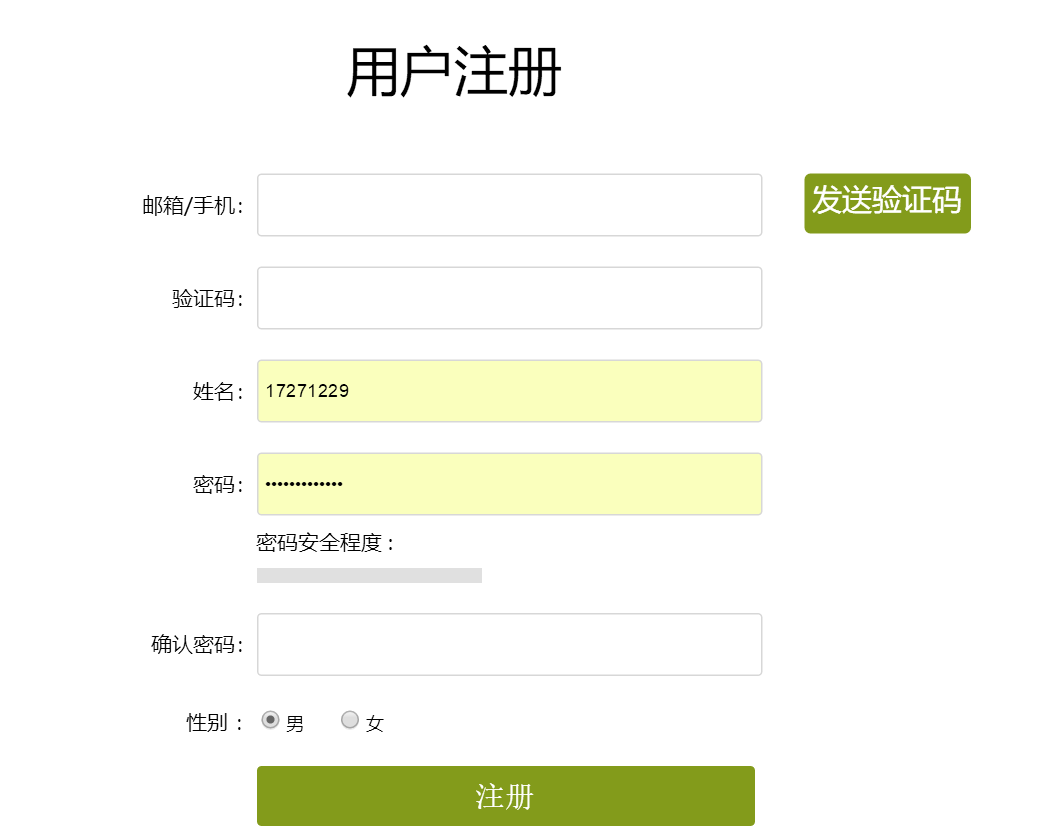 用户注册
邮箱/手机: 发送验证码
验证码:
姓名: 17271229
密码: •••••••••••••
密码安全程度 :
确认密码:
性别 : 男 女
注册